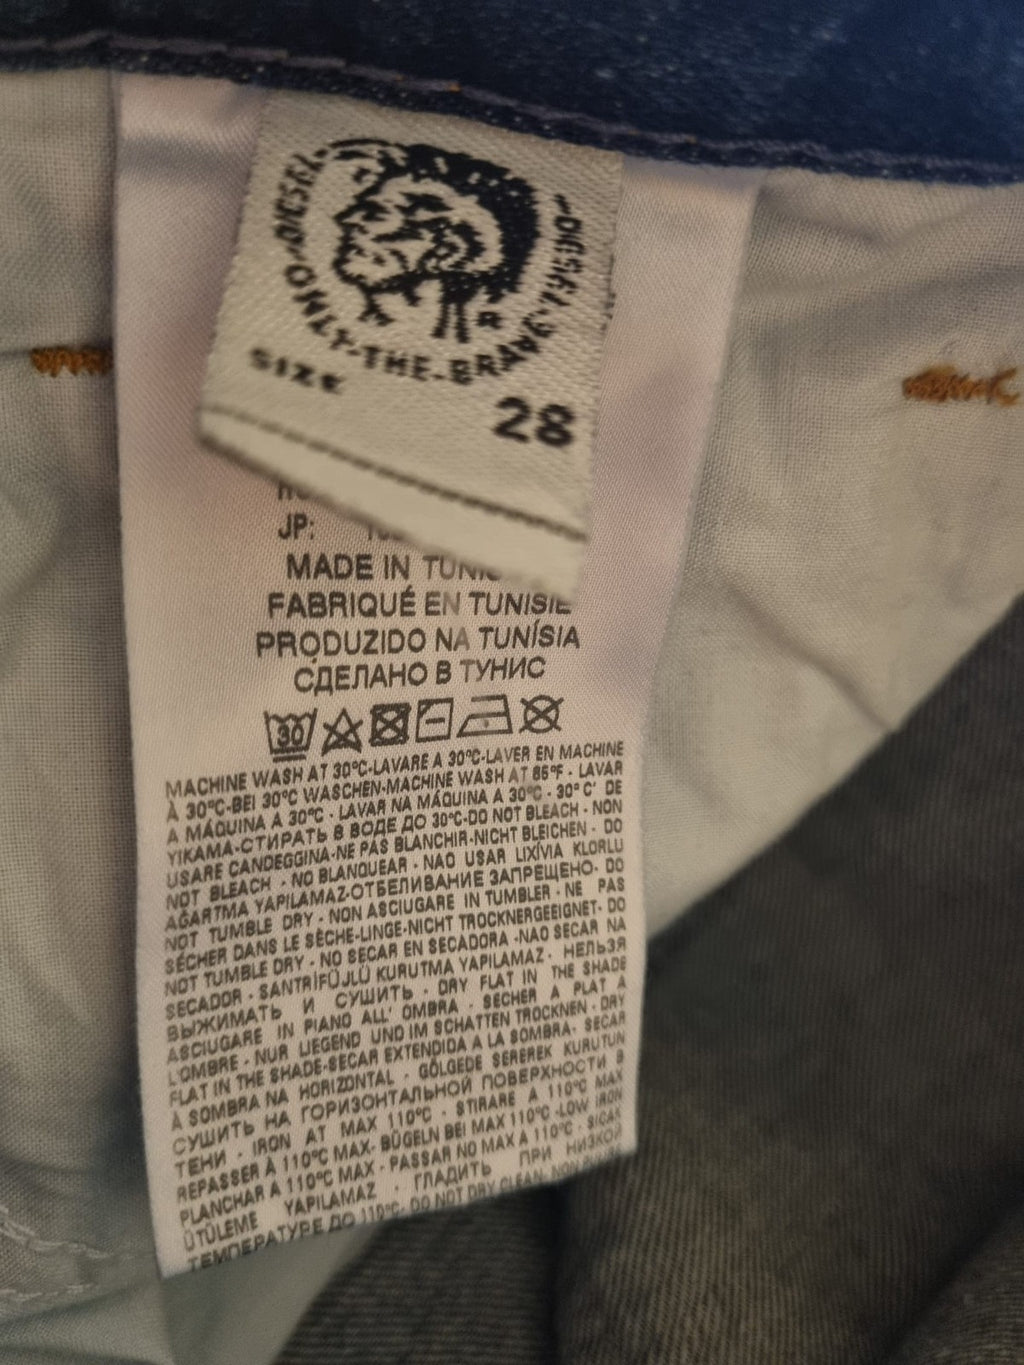 DIESEL-ONLY-THE-BRAVE-DIESEL-
R
SIZE
28
JP:
MADE IN
FABRIQUÉ EN TUNISIE
PRODUZIDO NA TUNÍSIA
СДЕЛАНО В ТУНИС
30
MACHINE WASH AT 30°C-LAVARE A 30°C-LAVER EN MACHINE
À 30°C-BEI 30°C WASCHEN-MACHINE WASH AT 85°F - LAVAR
A MÁQUINA A 30°C - LAVAR NA MÁQUINA A 30°C - 30° C' DE
YIKAMA-СТИРАТЬ В ВОДЕ ДО 30°C-DO NOT BLEACH - NON
USARE CANDEGGINA-NE PAS BLANCHIR-NICHT BLEICHEN - DO
NOT BLEACH - NO BLANQUEAR - NAO USAR LIXÍVIA KLORLU
AĞARTMA YAPILAMAZ-ОТБЕЛИВАНИЕ ЗАПРЕЩЕНО- DO
NOT TUMBLE DRY - NON ASCIUGARE IN TUMBLER - NE PAS
SÉCHER DANS LE SÈCHE-LINGE-NICHT TROCKNERGEEIGNET- DO
NOT TUMBLE DRY - NO SECAR EN SECADORA -NAO SECAR NA
SECADOR - SANTRİFÜJLÜ KURUTMA YAPILAMAZ - НЕЛЬЗЯ
ВЫЖИМАТЬ И СУШИТЬ - DRY FLAT IN THE SHADE
ASCIUGARE IN PIANO ALL' OMBRA - SECHER A PLAT A
L'OMBRE - NUR LIEGEND UND IM SCHATTEN TROCKNEN - DRY
FLAT IN THE SHADE-SECAR EXTENDIDA A LA SOMBRA- SECAR
À SOMBRA NA HORIZONTAL - GÖLGEDE SEREREK KURUTUN
СУШИТЬ НА ГОРИЗОНТАЛЬНОЙ ПОВЕРХНОСТИ В
ТЕНИ - IRON AT MAX 110°C - STIRARE A 110°C MAX
REPASSER À 110°C MAX- BÜGELN BEI MAX 110°C -LOW IRON
PLANCHAR A 110°C MAX - PASSAR NO MAX A 110°C - SICAK
ÜTÜLEME YAPILAMAZ - ГЛАДИТЬ ПРИ НИЗКОЙ
ТЕМПЕРАТУРЕ ДО 110°C- DO NOT DRY CLEAN- NON